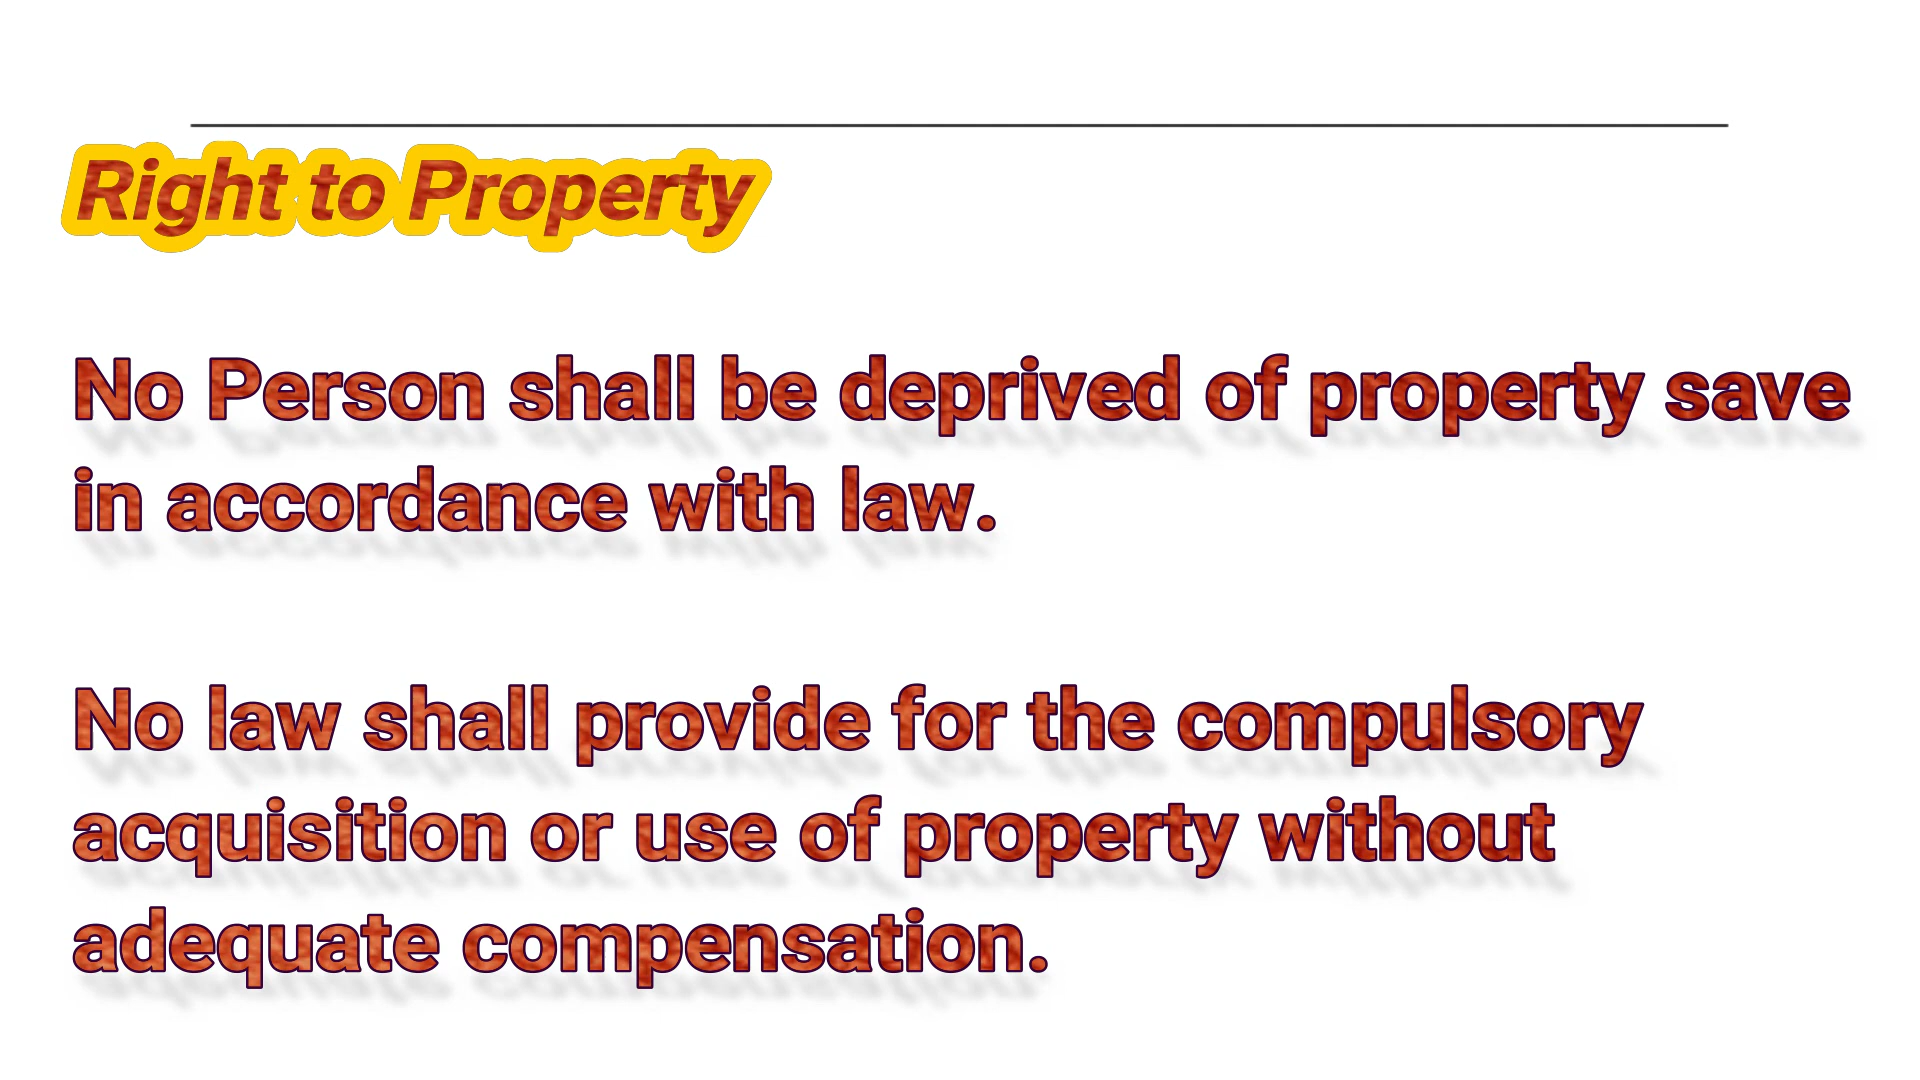 Right to Property
No Person shall be deprived of property save
in accordance with law.
No law shall provide for the compulsory
acquisition or use of property without
adequate compensation.